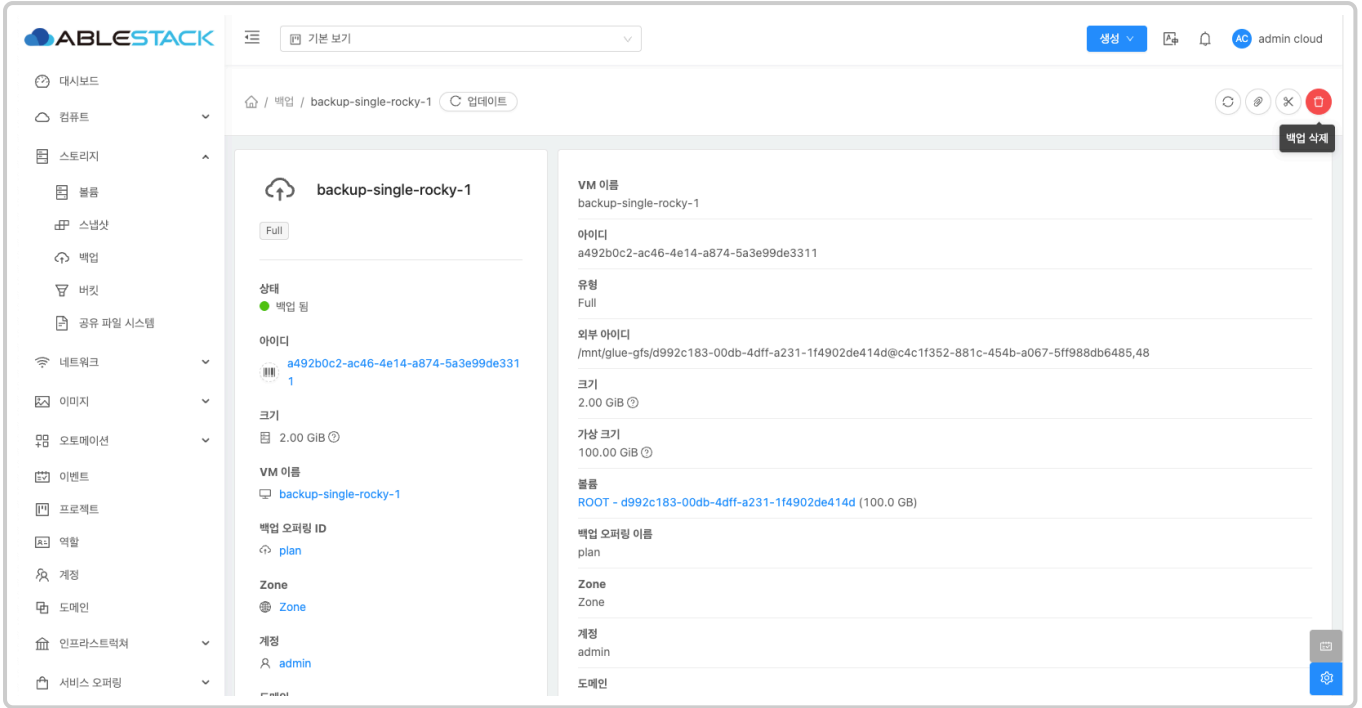 ABLESTACK
기본 보기
생성
AC
admin cloud
대시보드
컴퓨트
스토리지
볼륨
스냅샷
백업
버킷
공유 파일 시스템
네트워크
이미지
오토메이션
이벤트
프로젝트
역할
계정
도메인
인프라스트럭쳐
서비스 오퍼링
/ 백업 / backup-single-rocky-1
업데이트
백업 삭제
backup-single-rocky-1
Full
상태
백업 됨
아이디
a492b0c2-ac46-4e14-a874-5a3e99de331
1
크기
2.00 GiB
VM 이름
backup-single-rocky-1
백업 오퍼링 ID
plan
Zone
Zone
계정
admin
도메인
VM 이름
backup-single-rocky-1
아이디
a492b0c2-ac46-4e14-a874-5a3e99de3311
유형
Full
외부 아이디
/mnt/glue-gfs/d992c183-00db-4dff-a231-1f4902de414d@c4c1f352-881c-454b-a067-5ff988db6485,48
크기
2.00 GiB
가상 크기
100.00 GiB
볼륨
ROOT - d992c183-00db-4dff-a231-1f4902de414d (100.0 GB)
백업 오퍼링 이름
plan
Zone
Zone
계정
admin
도메인